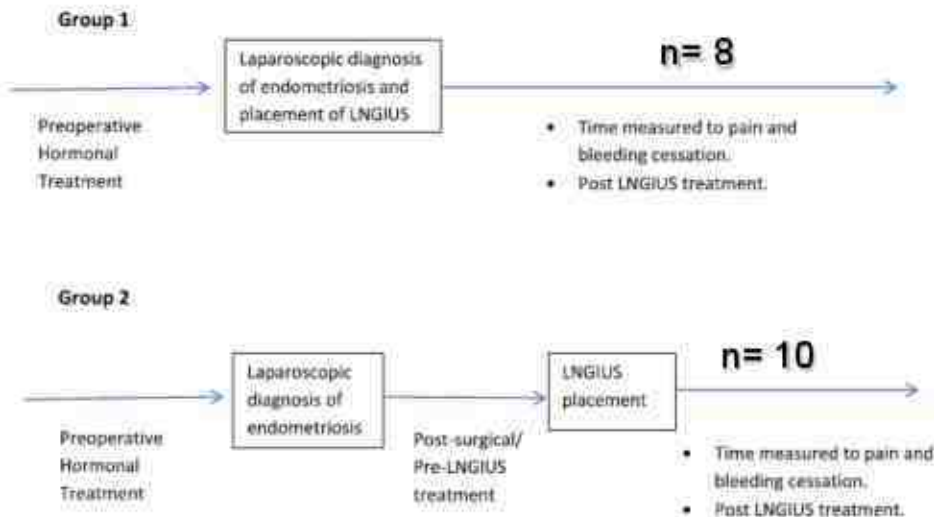 Group 1
Laparoscopic diagnosis
of endometriosis and
placement of LNGIUS
n= 8
Preoperative
Hormonal
Treatment
• Time measured to pain and
bleeding cessation.
• Post LNGIUS treatment.
Group 2
Laparoscopic
diagnosis of
endometriosis
LNGIUS
placement
n= 10
Preoperative
Hormonal
Treatment
Post-surgical/
Pre-LNGIUS
treatment
• Time measured to pain and
bleeding cessation.
• Post LNGIUS treatment.